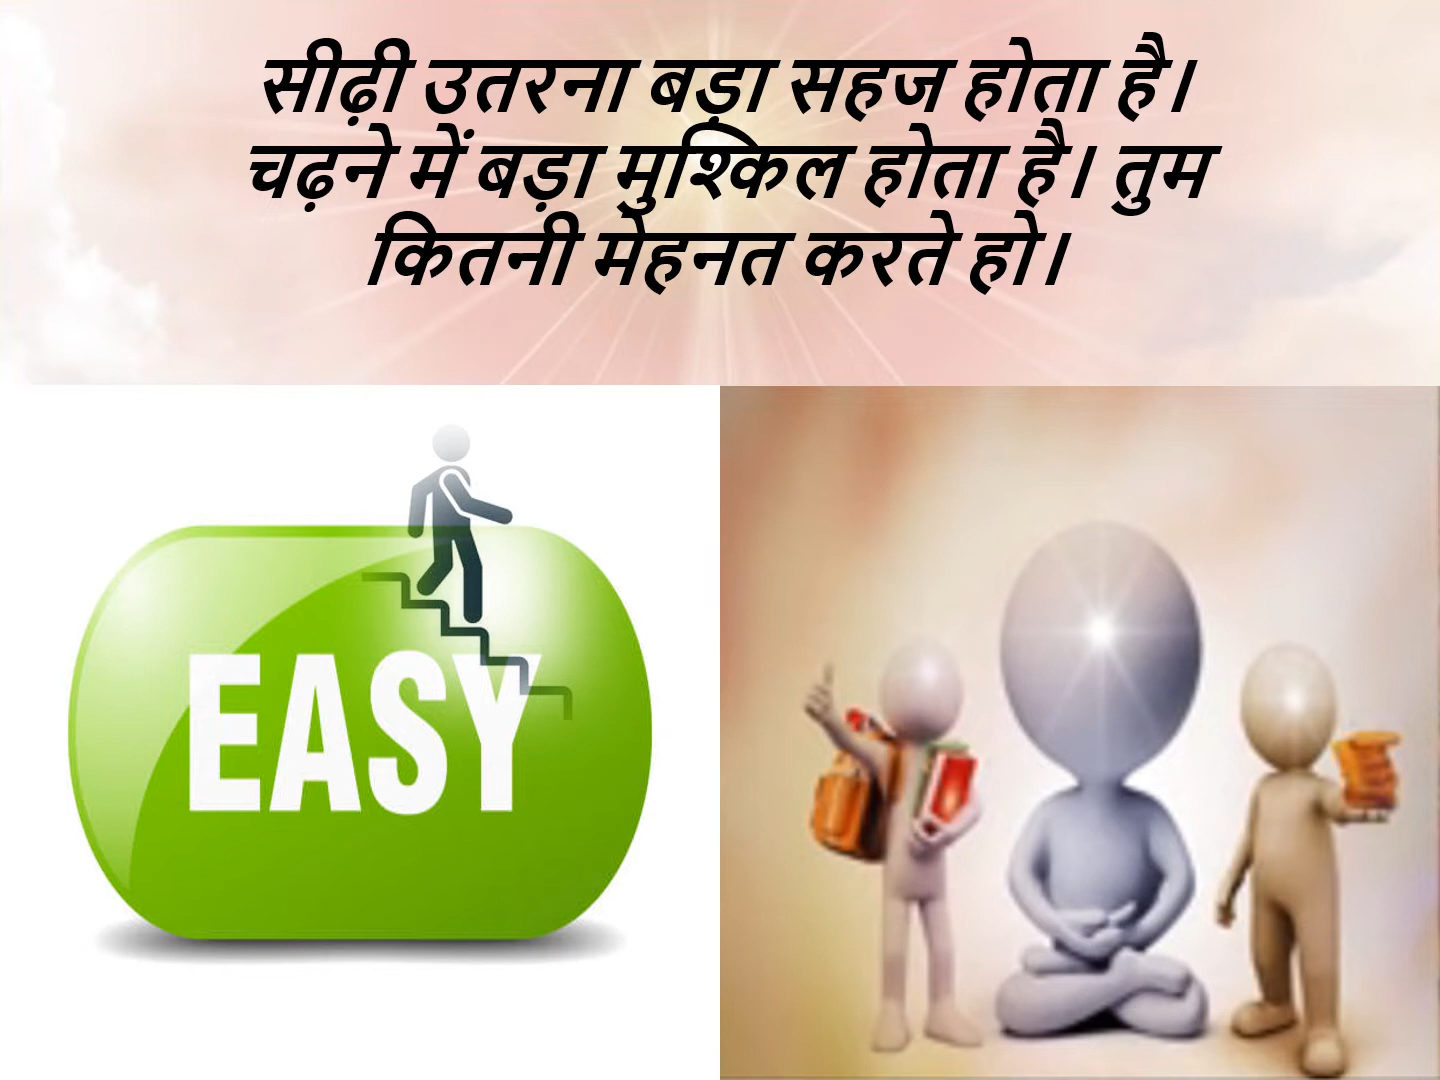 सीढ़ी उतरना बड़ा सहज होता है।
चढ़ने में बड़ा मुश्किल होता है। तुम
कितनी मेहनत करते हो।
EASY